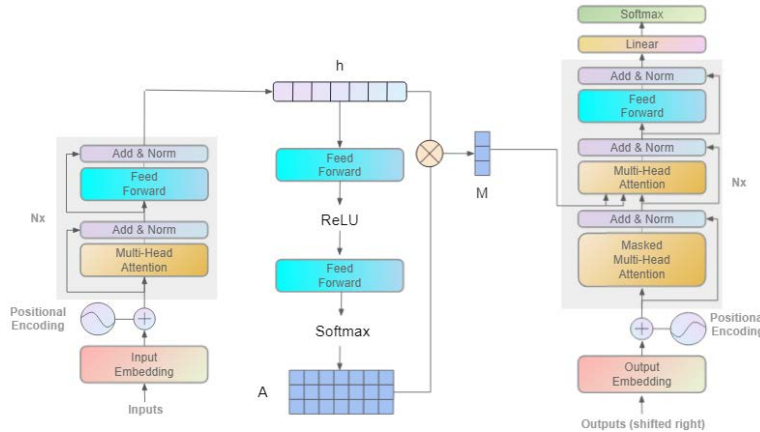 Add & Norm
Feed
Forward
Nx
Add & Norm
Multi-Head
Attention
Positional
Encoding
Input
Embedding
Inputs
h
Feed
Forward
ReLU
Feed
Forward
Softmax
A
M
Softmax
Linear
Add & Norm
Feed
Forward
Add & Norm
Multi-Head
Attention
Nx
Add & Norm
Masked
Multi-Head
Attention
Positional
Encoding
Output
Embedding
Outputs (shifted right)